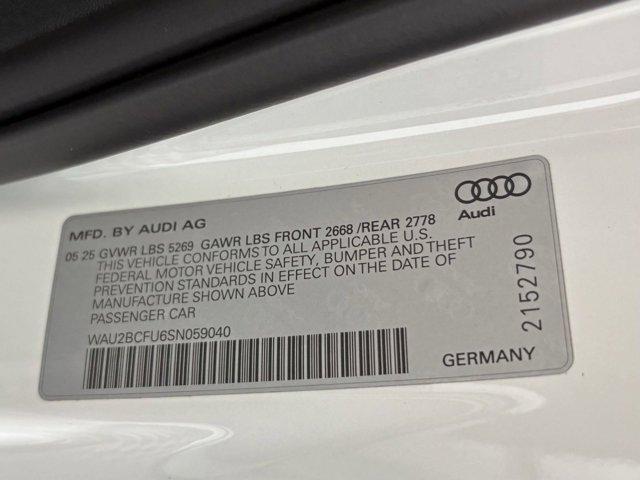 MFD. BY AUDI AG
05 25 GVWR LBS 5269 GAWR LBS FRONT 2668 /REAR 2778
THIS VEHICLE CONFORMS TO ALL APPLICABLE U.S.
FEDERAL MOTOR VEHICLE SAFETY, BUMPER AND THEFT
PREVENTION STANDARDS IN EFFECT ON THE DATE OF
MANUFACTURE SHOWN ABOVE
PASSENGER CAR
WAU2BCFU6SN059040
Audi
2152790
GERMANY